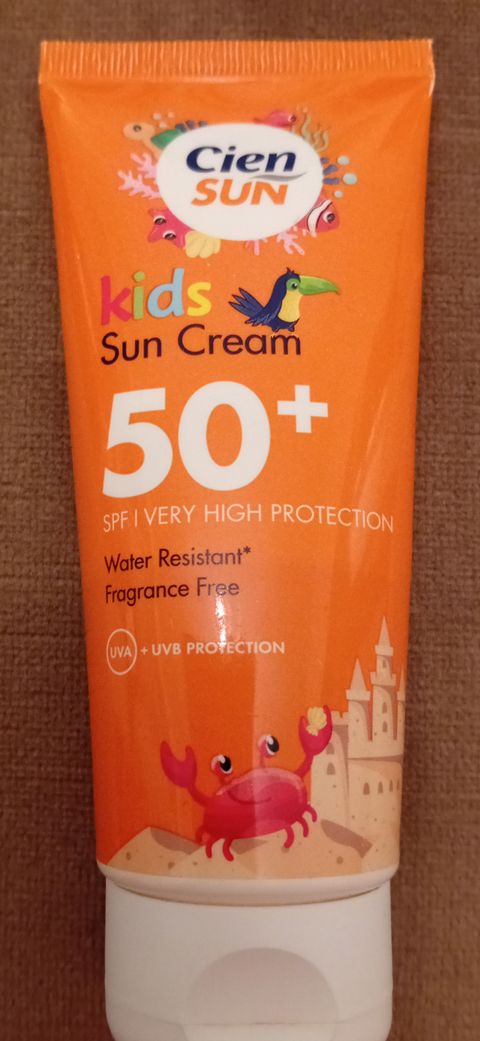 Cien
SUN
kids
Sun Cream
50+
SPF | VERY HIGH PROTECTION
Water Resistant*
Fragrance Free
UVA + UVB PROTECTION